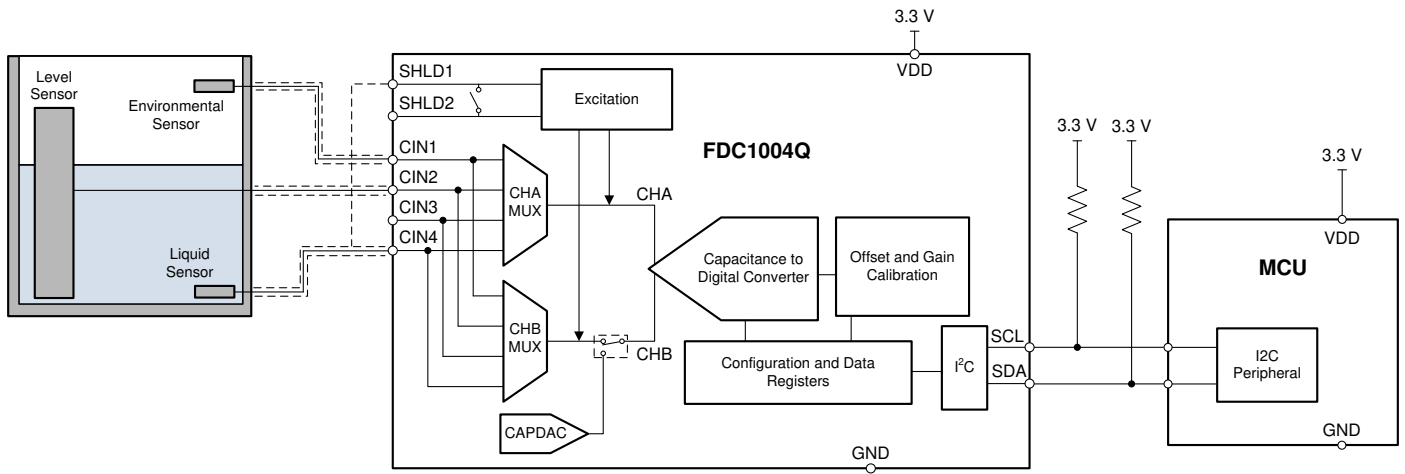 3.3 V
VDD
SHLD1
SHLD2
Excitation
Level
Sensor
Environmental
Sensor
Liquid
Sensor
CIN1
CIN2
CIN3
CIN4
CHA
MUX
CHA
CHB
MUX
CHB
CAPDAC
FDC1004Q
Capacitance to
Digital Converter
Offset and Gain
Calibration
Configuration and Data
Registers
I²C
SCL
SDA
GND
3.3 V
3.3 V
3.3 V
VDD
MCU
I2C
Peripheral
GND